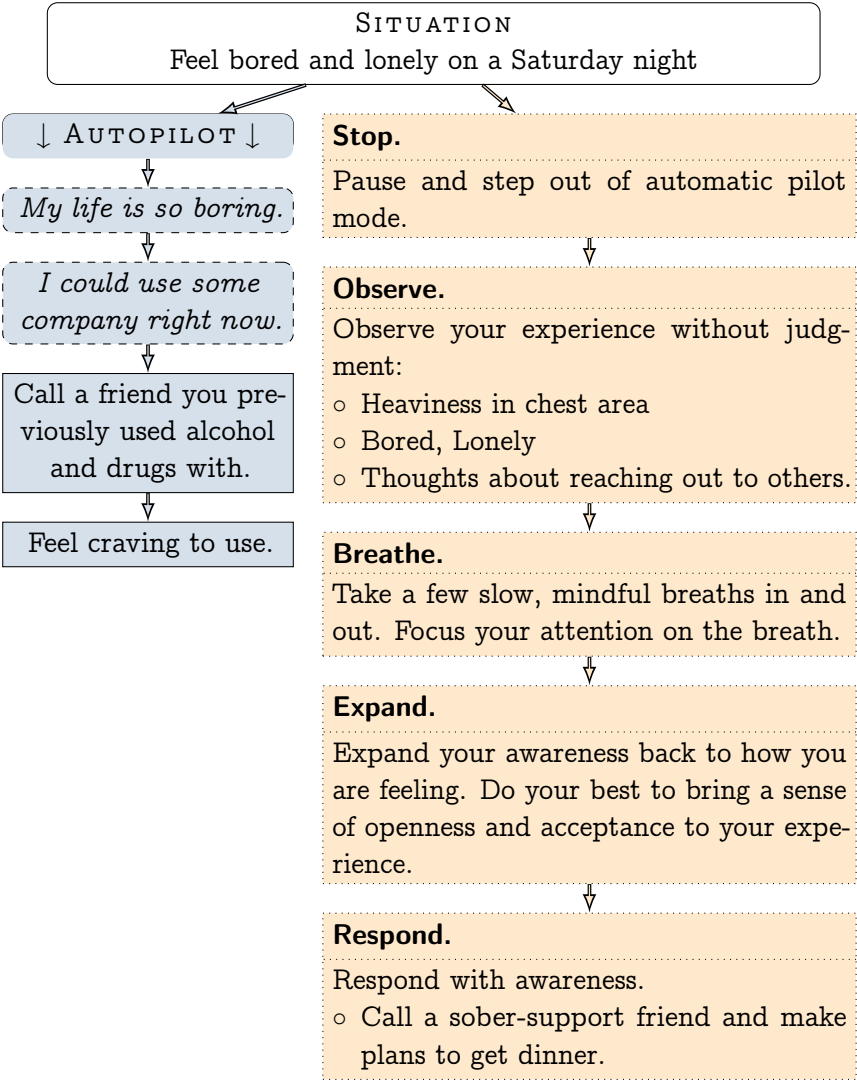 SITUATION
Feel bored and lonely on a Saturday night
↓ AUTOPILOT ↓
My life is so boring.
I could use some
company right now.
Call a friend you pre-
viously used alcohol
and drugs with.
Feel craving to use.
Stop.
Pause and step out of automatic pilot
mode.
Observe.
Observe your experience without judg-
ment:
○ Heaviness in chest area
○ Bored, Lonely
○ Thoughts about reaching out to others.
Breathe.
Take a few slow, mindful breaths in and
out. Focus your attention on the breath.
Expand.
Expand your awareness back to how you
are feeling. Do your best to bring a sense
of openness and acceptance to your expe-
rience.
Respond.
Respond with awareness.
○ Call a sober-support friend and make
plans to get dinner.